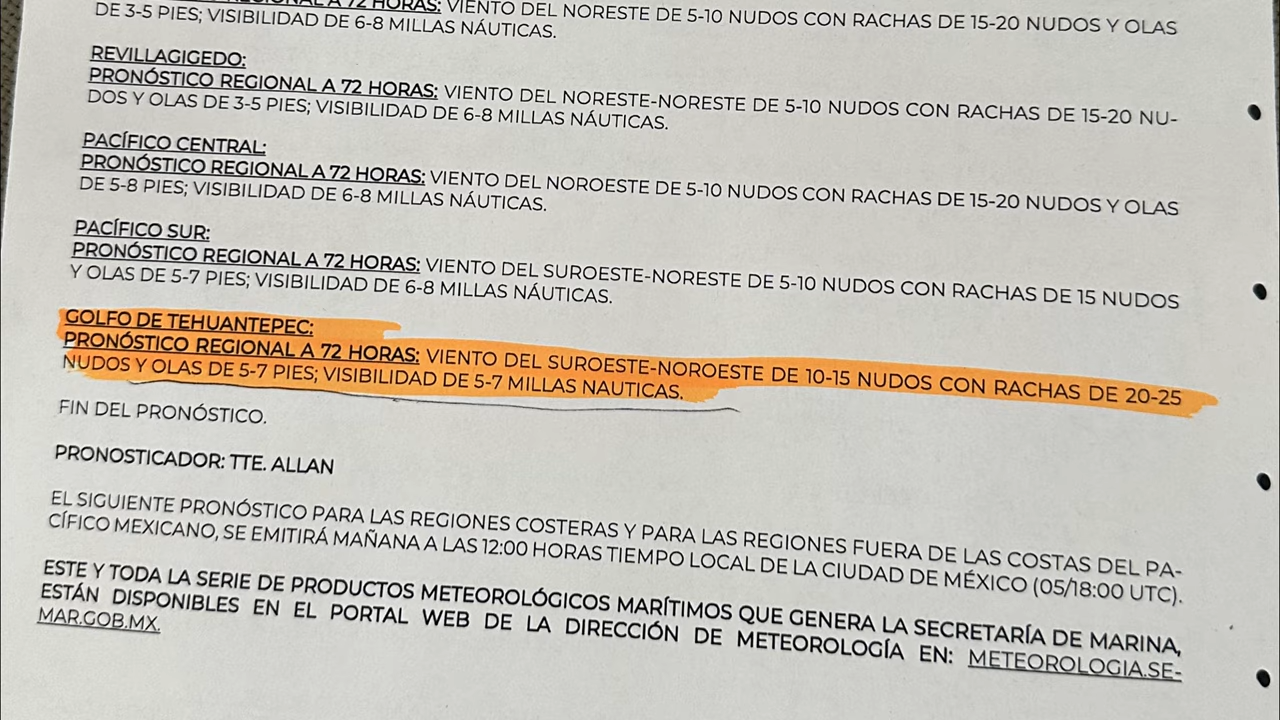 REGIONAL A 72 HORAS: VIENTO DEL NORESTE DE 5-10 NUDOS CON RACHAS DE 15-20 NUDOS Y OLAS
DE 3-5 PIES; VISIBILIDAD DE 6-8 MILLAS NÁUTICAS.
REVILLAGIGEDO:
PRONÓSTICO REGIONAL A 72 HORAS: VIENTO DEL NORESTE-NORESTE DE 5-10 NUDOS CON RACHAS DE 15-20 NU-
DOS Y OLAS DE 3-5 PIES; VISIBILIDAD DE 6-8 MILLAS NÁUTICAS.
PACÍFICO CENTRAL:
PRONÓSTICO REGIONAL A 72 HORAS: VIENTO DEL NOROESTE DE 5-10 NUDOS CON RACHAS DE 15-20 NUDOS Y OLAS
DE 5-8 PIES; VISIBILIDAD DE 6-8 MILLAS NÁUTICAS.
PACÍFICO SUR:
PRONÓSTICO REGIONAL A 72 HORAS: VIENTO DEL SUROESTE-NORESTE DE 5-10 NUDOS CON RACHAS DE 15 NUDOS
Y OLAS DE 5-7 PIES; VISIBILIDAD DE 6-8 MILLAS NÁUTICAS.
GOLFO DE TEHUANTEPEC:
PRONÓSTICO REGIONAL A 72 HORAS: VIENTO DEL SUROESTE-NOROESTE DE 10-15 NUDOS CON RACHAS DE 20-25
NUDOS Y OLAS DE 5-7 PIES; VISIBILIDAD DE 5-7 MILLAS NAUTICAS.
FIN DEL PRONÓSTICO.
PRONOSTICADOR: TTE. ALLAN
EL SIGUIENTE PRONÓSTICO PARA LAS REGIONES COSTERAS Y PARA LAS REGIONES FUERA DE LAS COSTAS DEL PA-
CÍFICO MEXICANO, SE EMITIRÁ MAÑANA A LAS 12:00 HORAS TIEMPO LOCAL DE LA CIUDAD DE MÉXICO (05/18:00 UTC).
ESTE Y TODA LA SERIE DE PRODUCTOS METEOROLÓGICOS MARÍTIMOS QUE GENERA LA SECRETARÍA DE MARINA,
ESTÁN DISPONIBLES EN EL PORTAL WEB DE LA DIRECCIÓN DE METEOROLOGÍA EN: METEOROLOGIA.SE-
MAR.GOB.MX.